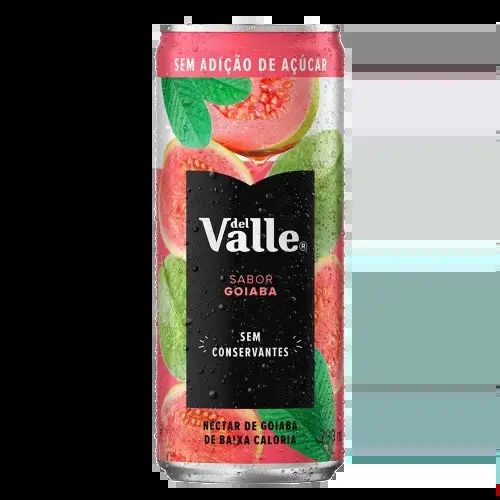 SEM ADIÇÃO DE AÇÚCAR
del
Valle®
SABOR
GOIABA
SEM
CONSERVANTES
NÉCTAR DE GOIABA
DE BAIXA CALORIA